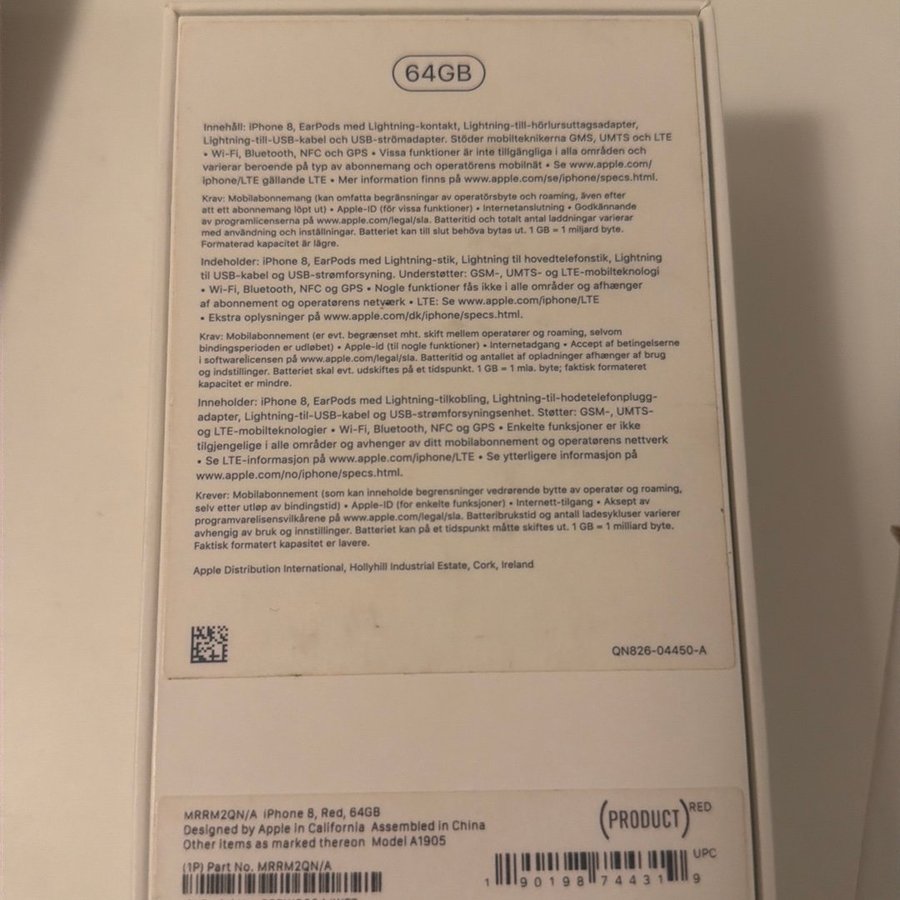 64GB
Innehåll: iPhone 8, EarPods med Lightning-kontakt, Lightning-till-hörlursuttagsadapter,
Lightning-till-USB-kabel och USB-strömadapter. Stöder mobilteknikerna GMS, UMTS och LTE
• Wi-Fi, Bluetooth, NFC och GPS • Vissa funktioner är inte tillgängliga i alla områden och
varierar beroende på typ av abonnemang och operatörens mobilnät • Se www.apple.com/
iphone/LTE gällande LTE • Mer information finns på www.apple.com/se/iphone/specs.html.
Krav: Mobilabonnemang (kan omfatta begränsningar av operatörsbyte och roaming, även efter
att ett abonnemang löpt ut) • Apple-ID (för vissa funktioner) • Internetanslutning • Godkännande
av programlicenserna på www.apple.com/legal/sla. Batteritid och totalt antal laddningar varierar
med användning och inställningar. Batteriet kan till slut behöva bytas ut. 1 GB = 1 miljard byte.
Formaterad kapacitet är lägre.
Indeholder: iPhone 8, EarPods med Lightning-stik, Lightning til hovedtelefonstik, Lightning
til USB-kabel og USB-strømforsyning. Understøtter: GSM-, UMTS- og LTE-mobilteknologi
• Wi-Fi, Bluetooth, NFC og GPS • Nogle funktioner fås ikke i alle områder og afhænger
af abonnement og operatørens netværk • LTE: Se www.apple.com/iphone/LTE
• Ekstra oplysninger på www.apple.com/dk/iphone/specs.html.
Krav: Mobilabonnement (er evt. begrænset mht. skift mellem operatører og roaming, selvom
bindingsperioden er udløbet) • Apple-id (til nogle funktioner) • Internetadgang • Accept af betingelserne
i softwarelicensen på www.apple.com/legal/sla. Batteritid og antallet af opladninger afhænger af brug
og indstillinger. Batteriet skal evt. udskiftes på et tidspunkt. 1 GB = 1 mia. byte; faktisk formateret
kapacitet er mindre.
Inneholder: iPhone 8, EarPods med Lightning-tilkobling, Lightning-til-hodetelefonplugg-
adapter, Lightning-til-USB-kabel og USB-strømforsyningsenhet. Støtter: GSM-, UMTS-
og LTE-mobilteknologier • Wi-Fi, Bluetooth, NFC og GPS • Enkelte funksjoner er ikke
tilgjengelige i alle områder og avhenger av ditt mobilabonnement og operatørens nettverk
• Se LTE-informasjon på www.apple.com/iphone/LTE • Se ytterligere informasjon på
www.apple.com/no/iphone/specs.html.
Krever: Mobilabonnement (som kan inneholde begrensninger vedrørende bytte av operatør og roaming,
selv etter utløp av bindingstid) • Apple-ID (for enkelte funksjoner) • Internett-tilgang • Aksept av
programvarelisensvilkårene på www.apple.com/legal/sla. Batteribrukstid og antall ladesykluser varierer
avhengig av bruk og innstillinger. Batteriet kan på et tidspunkt måtte skiftes ut. 1 GB = 1 milliard byte.
Faktisk formatert kapasitet er lavere.
Apple Distribution International, Hollyhill Industrial Estate, Cork, Ireland
QN826-04450-A
MRRM2QN/A iPhone 8, Red, 64GB
Designed by Apple in California Assembled in China
Other items as marked thereon Model A1905
(PRODUCT)RED
(1P) Part No. MRRM2QN/A
UPC
1 90198 74431 9